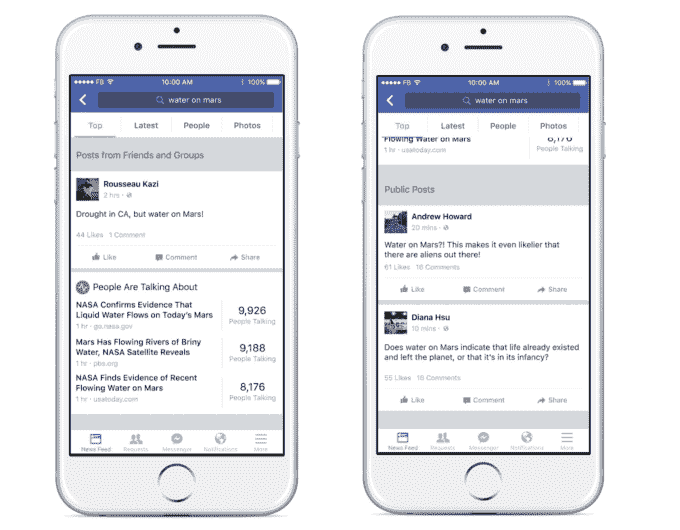 FB
10:00 AM
100%
water on mars
Top Latest People Photos
Posts from Friends and Groups
Rousseau Kazi
2 hrs
Drought in CA, but water on Mars!
44 Likes 1 Comment
Like Comment Share
People Are Talking About
NASA Confirms Evidence That
Liquid Water Flows on Today's Mars
1 hr · go.nasa.gov
9,926
People Talking
Mars Has Flowing Rivers of Briny
Water, NASA Satellite Reveals
1 hr · pbs.org
9,188
People Talking
NASA Finds Evidence of Recent
Flowing Water on Mars
1 hr · usatoday.com
8,176
People Talking
News Feed Requests Messenger Notifications More
FB
10:00 AM
100%
water on mars
Top Latest People Photos
Flowing Water on Mars
1 hr · usatoday.com
8,176
People Talking
Public Posts
Andrew Howard
20 mins
Water on Mars?! This makes it even likelier that
there are aliens out there!
61 Likes 16 Comments
Like Comment Share
Diana Hsu
10 mins
Does water on Mars indicate that life already existed
and left the planet, or that it's in its infancy?
55 Likes 18 Comments
Like Comment Share
News Feed Requests Messenger Notifications More